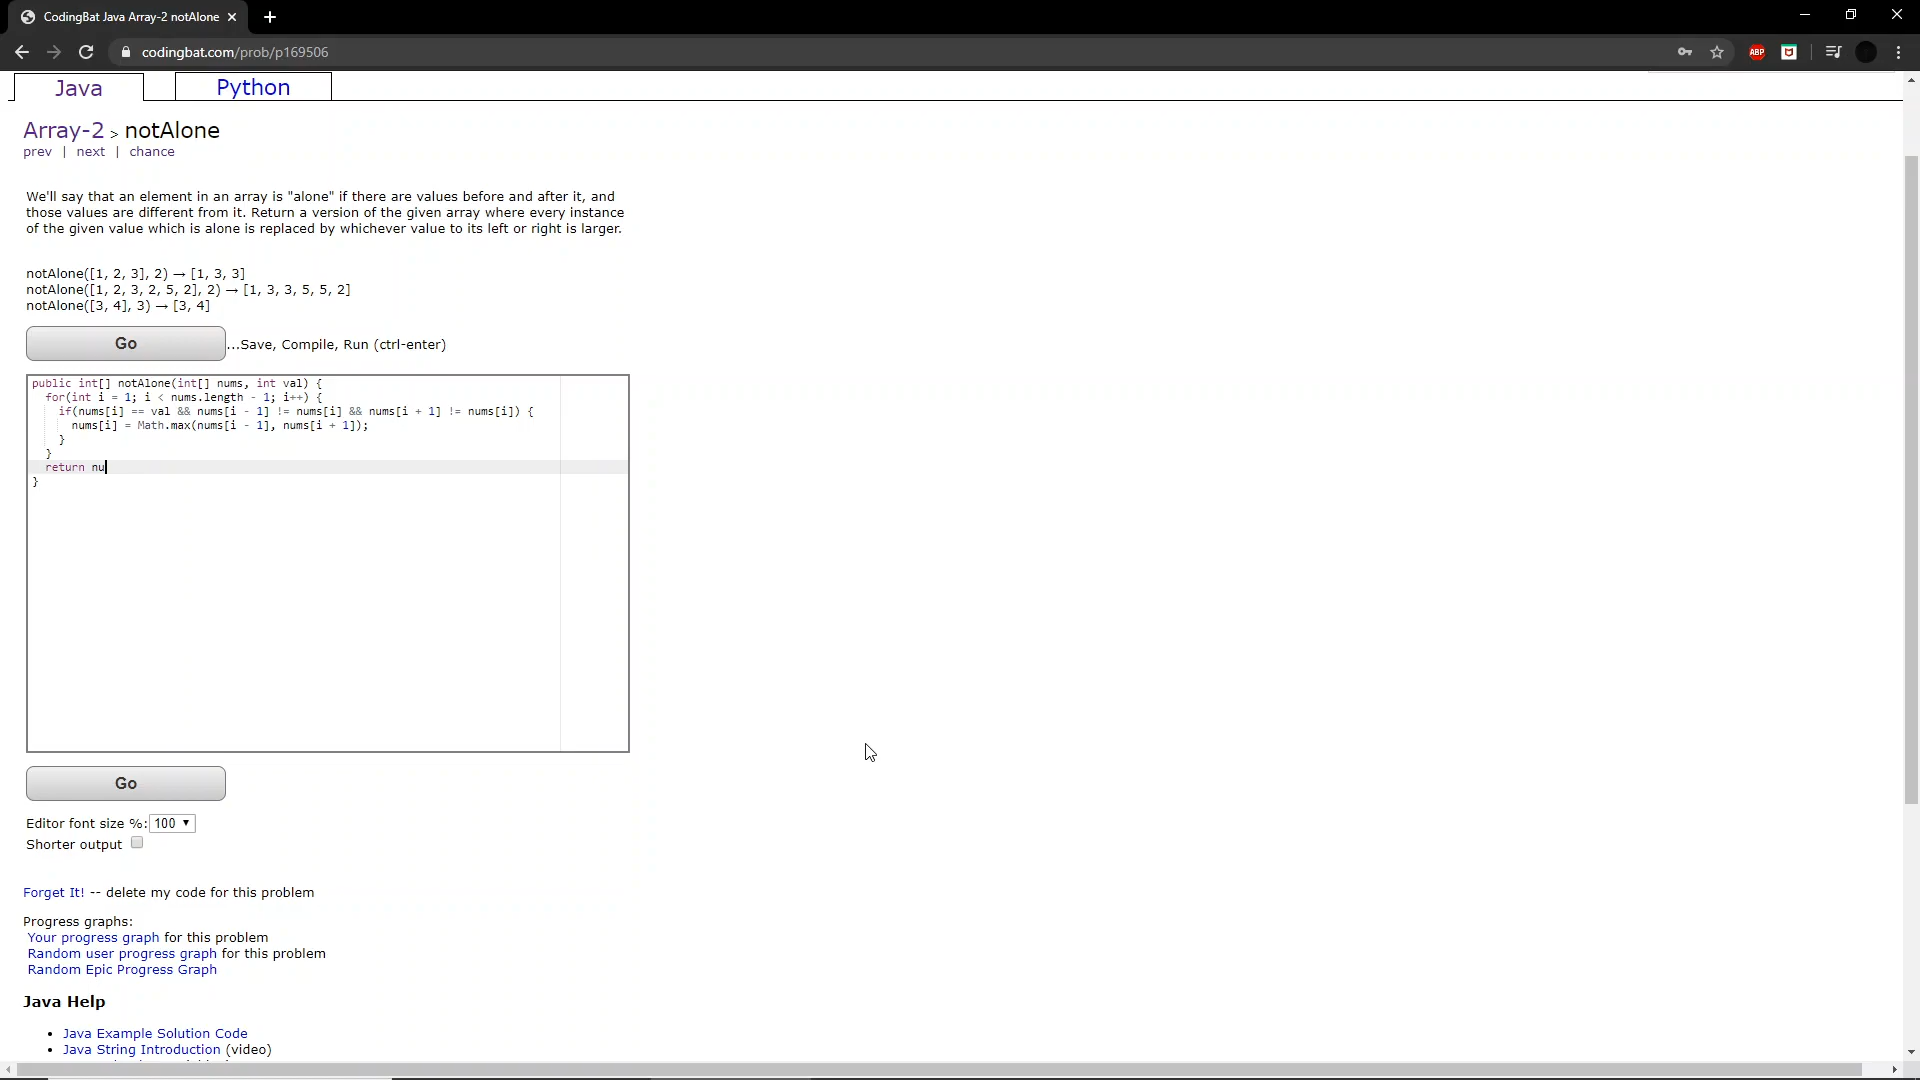 CodingBat Java Array-2 notAlone
codingbat.com/prob/p169506
ABP
Java
Python
Array-2 > notAlone
prev | next | chance
We'll say that an element in an array is "alone" if there are values before and after it, and
those values are different from it. Return a version of the given array where every instance
of the given value which is alone is replaced by whichever value to its left or right is larger.
notAlone([1, 2, 3], 2) → [1, 3, 3]
notAlone([1, 2, 3, 2, 5, 2], 2) → [1, 3, 3, 5, 5, 2]
notAlone([3, 4], 3) → [3, 4]
Go ...Save, Compile, Run (ctrl-enter)
public int[] notAlone(int[] nums, int val) {
for(int i = 1; i < nums.length - 1; i++) {
if(nums[i] == val && nums[i - 1] != nums[i] && nums[i + 1] != nums[i]) {
nums[i] = Math.max(nums[i - 1], nums[i + 1]);
}
}
return nu
}
Go
Editor font size %: 100
Shorter output
Forget It! -- delete my code for this problem
Progress graphs:
Your progress graph for this problem
Random user progress graph for this problem
Random Epic Progress Graph
Java Help
• Java Example Solution Code
• Java String Introduction (video)